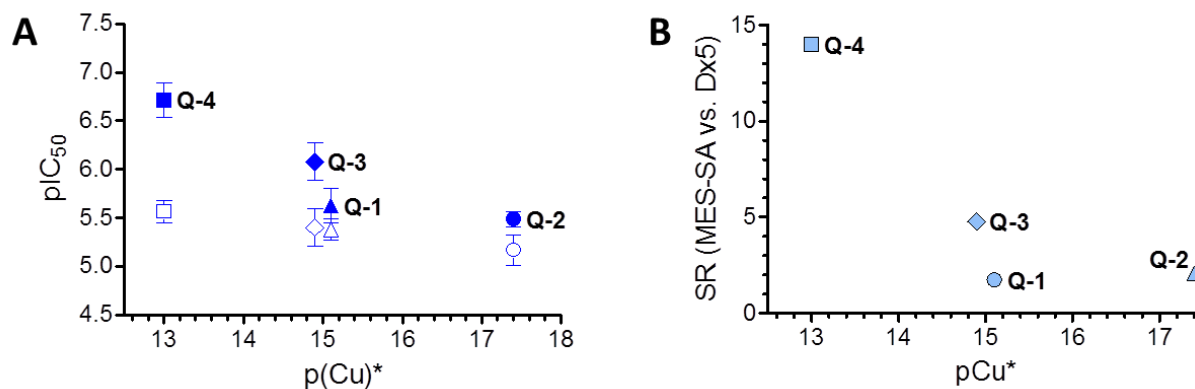 A
pIC50
7.5
7.0
6.5
6.0
5.5
5.0
4.5
Q-4
Q-3
Q-1
Q-2
13 14 15 16 17 18
p(Cu)*
B
SR (MES-SA vs. Dx5)
15
10
5
0
Q-4
Q-3
Q-1
Q-2
13 14 15 16 17
pCu*